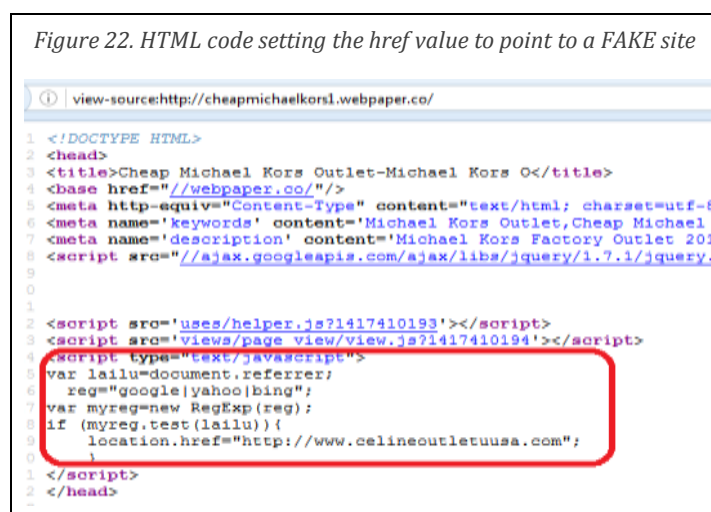 Figure 22. HTML code setting the href value to point to a FAKE site
view-source:http://cheapmichaelkors1.webpaper.co/
1 <!DOCTYPE HTML>
2 <head>
3 <title>Cheap Michael Kors Outlet-Michael Kors O</title>
4 <base href="//webpaper.co/"/>
5 <meta http-equiv="Content-Type" content="text/html; charset=utf-8
6 <meta name='keywords' content='Michael Kors Outlet,Cheap Michael
7 <meta name='description' content='Michael Kors Factory Outlet 201
8 <script src="//ajax.googleapis.com/ajax/libs/jquery/1.7.1/jquery.
9
0
1
2 <script src='uses/helper.js?1417410193'></script>
3 <script src='views/page_view/view.js?1417410194'></script>
4 <script type="text/javascript">
5 var lailu=document.referrer;
6 reg="google|yahoo|bing";
7 var myreg=new RegExp(reg);
8 if (myreg.test(lailu)){
9 location.href="http://www.celineoutletuusa.com";
0 }
1 </script>
2 </head>